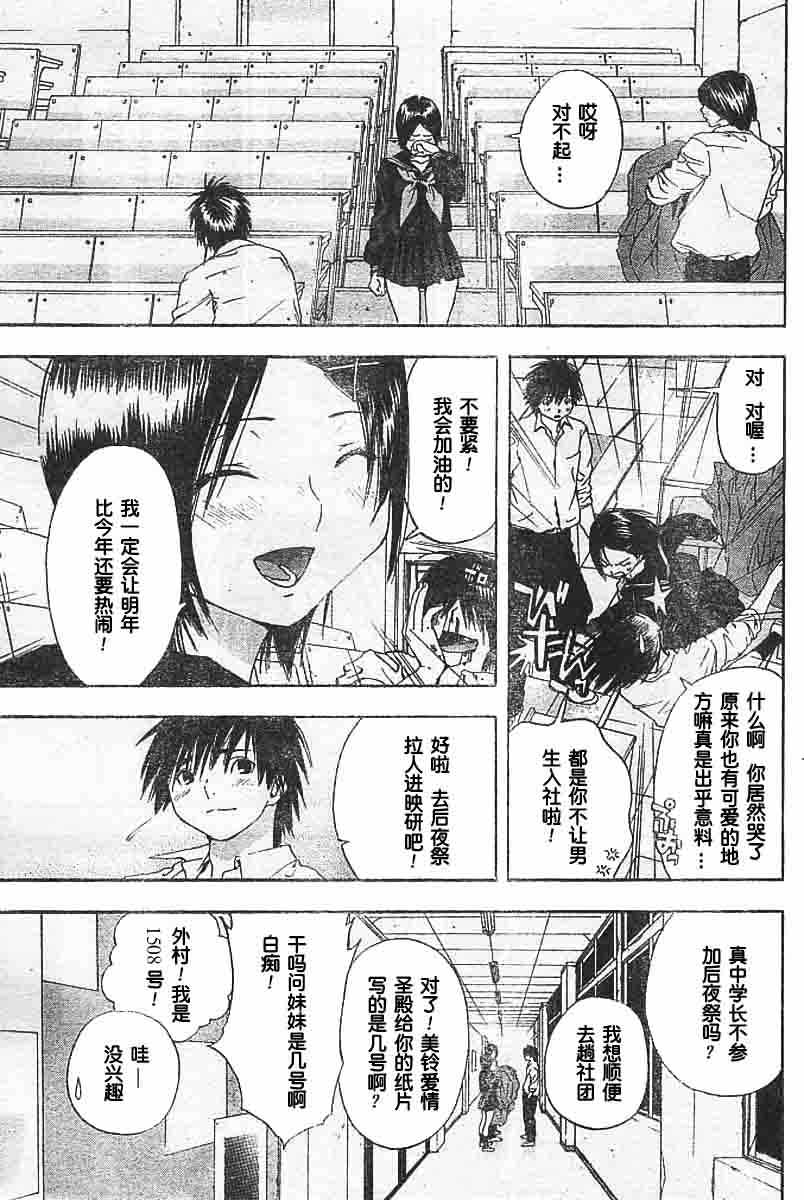 哎呀
对不起…
对 对喔…
什么啊 你居然哭了
原来你也有可爱的地
方嘛真是出乎意料…
ぷぷおっ
都是你不让男
生入社啦！
不要紧！
我会加油的！
我一定会让明年
比今年还要热闹！
好啦 去后夜祭
拉人进映研吧！
真中学长不参
加后夜祭吗？
我想顺便
去趟社团
对了！美铃爱情
圣殿给你的纸片
写的是几号啊？
干吗问妹妹是几号啊
白痴！
外村！我是
1508 号！
哇—
没兴趣